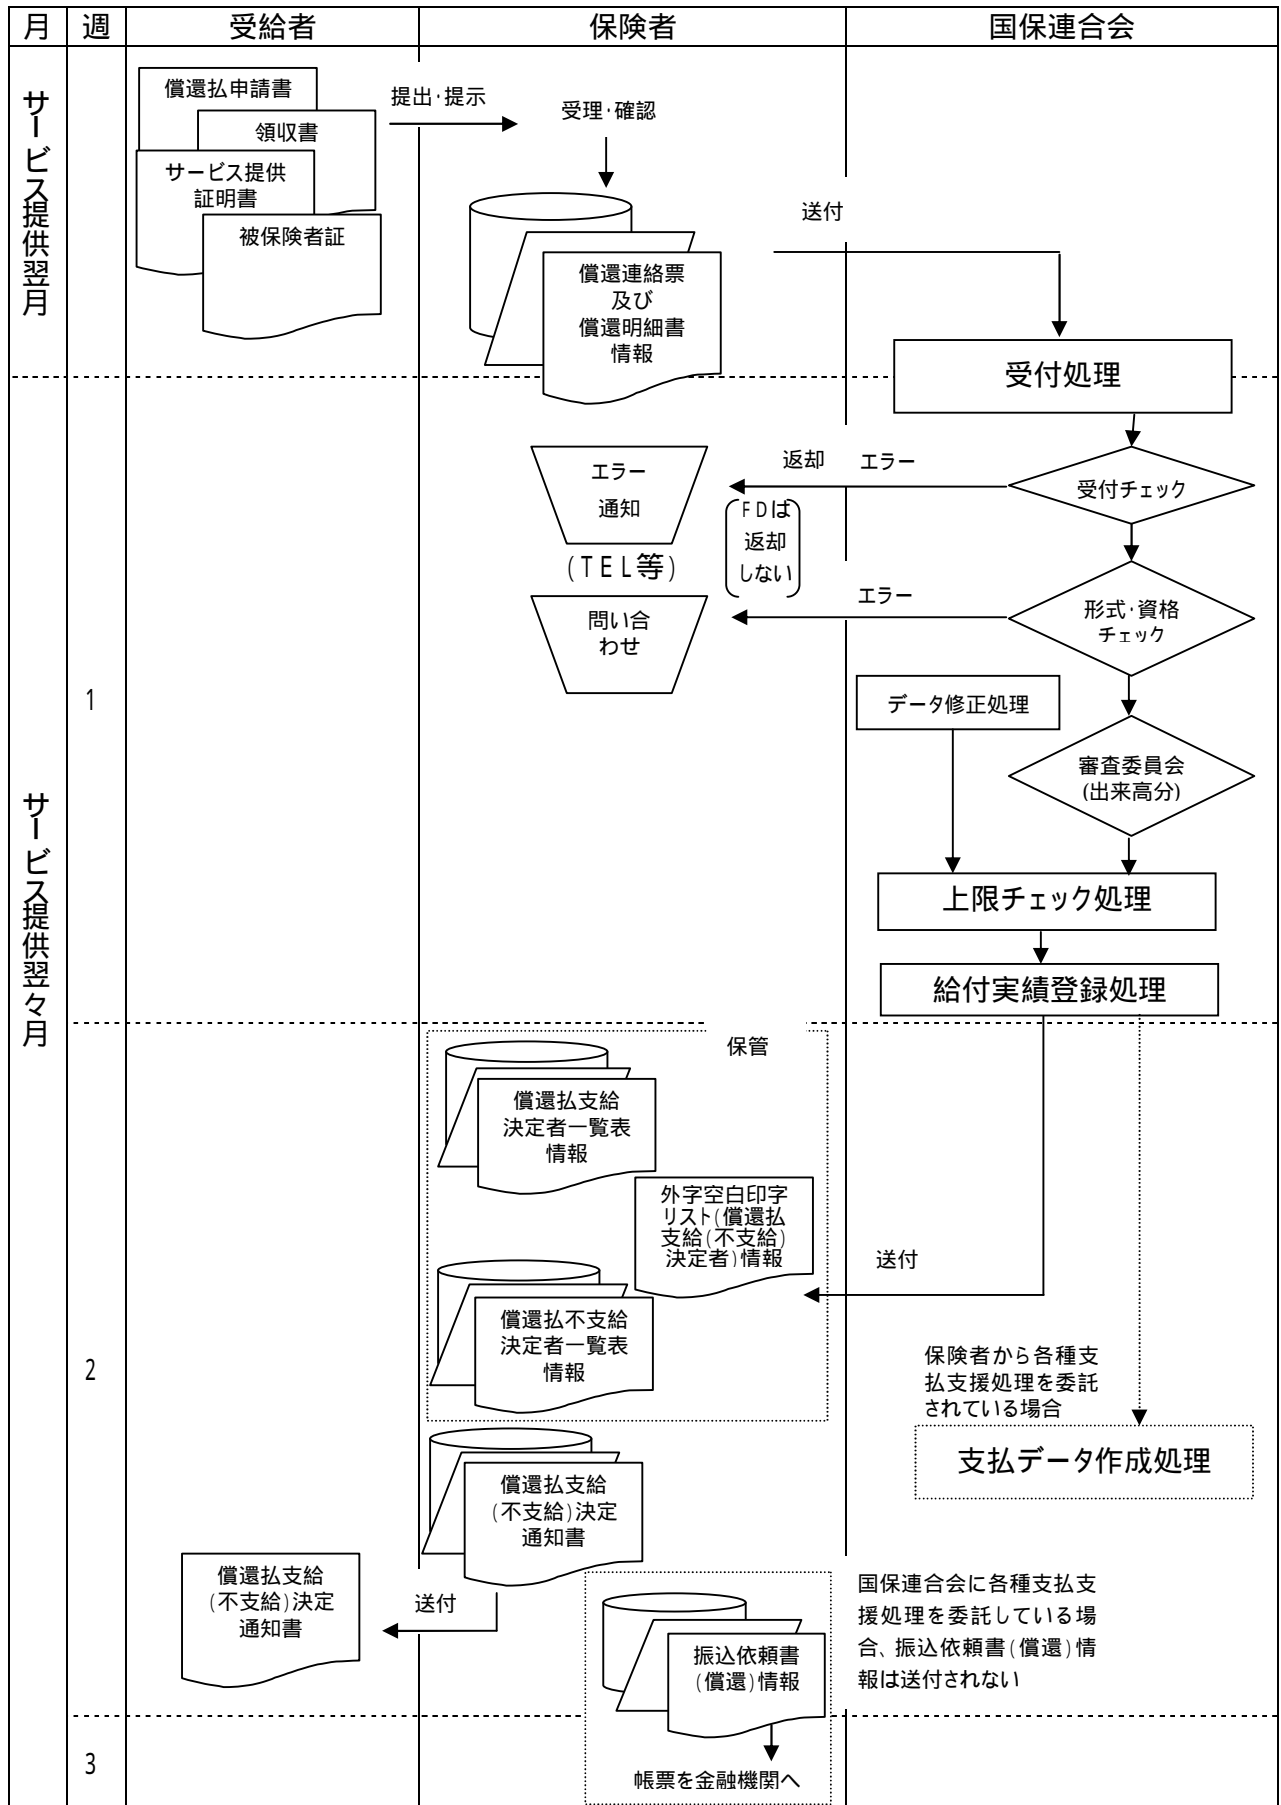 月 週 受給者 保険者 国保連合会
サービス提供翌月
償還払申請書
領収書
サービス提供
証明書
被保険者証
提出･提示
受理･確認
償還連絡票
及び
償還明細書
情報
送付
受付処理
サービス提供翌々月
1
受付チェック
返却 エラー
エラー
通知
(TEL等)
FDは
返却
しない
形式･資格
チェック
エラー
問い合
わせ
データ修正処理
審査委員会
(出来高分)
上限チェック処理
給付実績登録処理
2
保管
償還払支給
決定者一覧表
情報
外字空白印字
リスト(償還払
支給(不支給)
決定者)情報
送付
償還払不支給
決定者一覧表
情報
保険者から各種支
払支援処理を委託
されている場合
支払データ作成処理
償還払支給
(不支給)決定
通知書
送付
償還払支給
(不支給)決定
通知書
国保連合会に各種支払支
援処理を委託している場
合、振込依頼書(償還)情
報は送付されない
振込依頼書
(償還)情報
3
帳票を金融機関へ